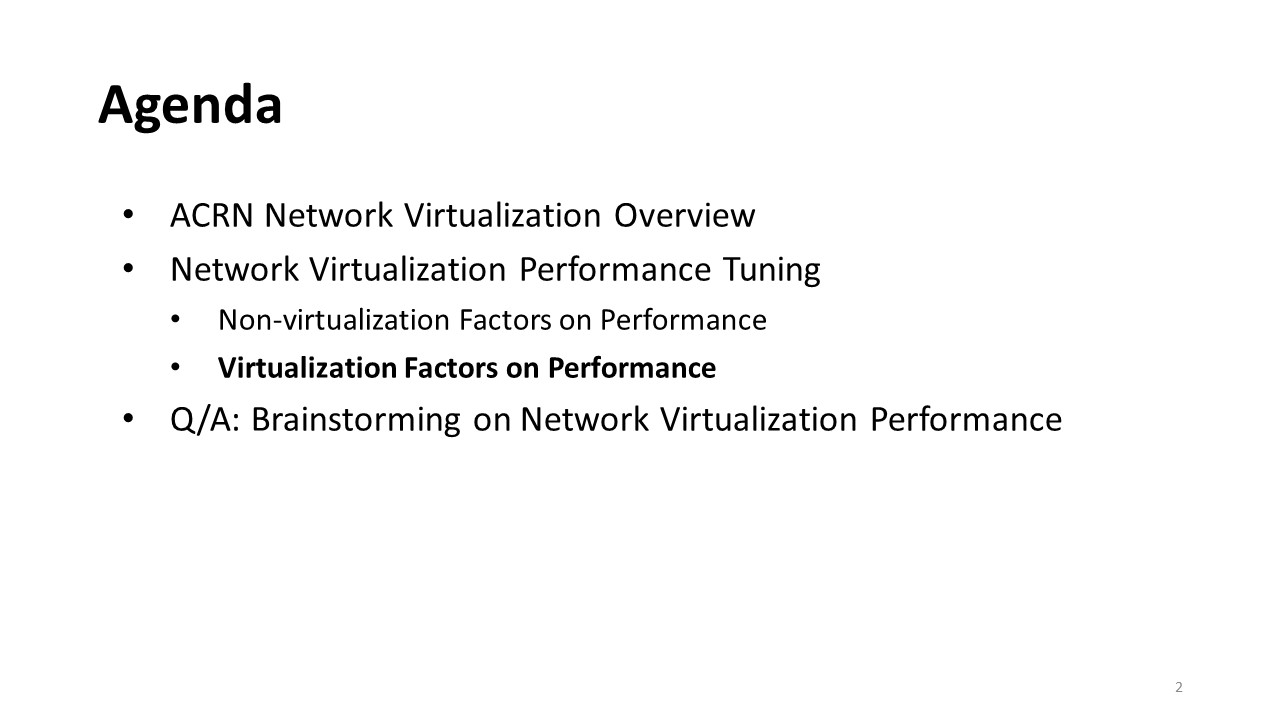 Agenda
• ACRN Network Virtualization Overview
• Network Virtualization Performance Tuning
• Non-virtualization Factors on Performance
• Virtualization Factors on Performance
• Q/A: Brainstorming on Network Virtualization Performance
2